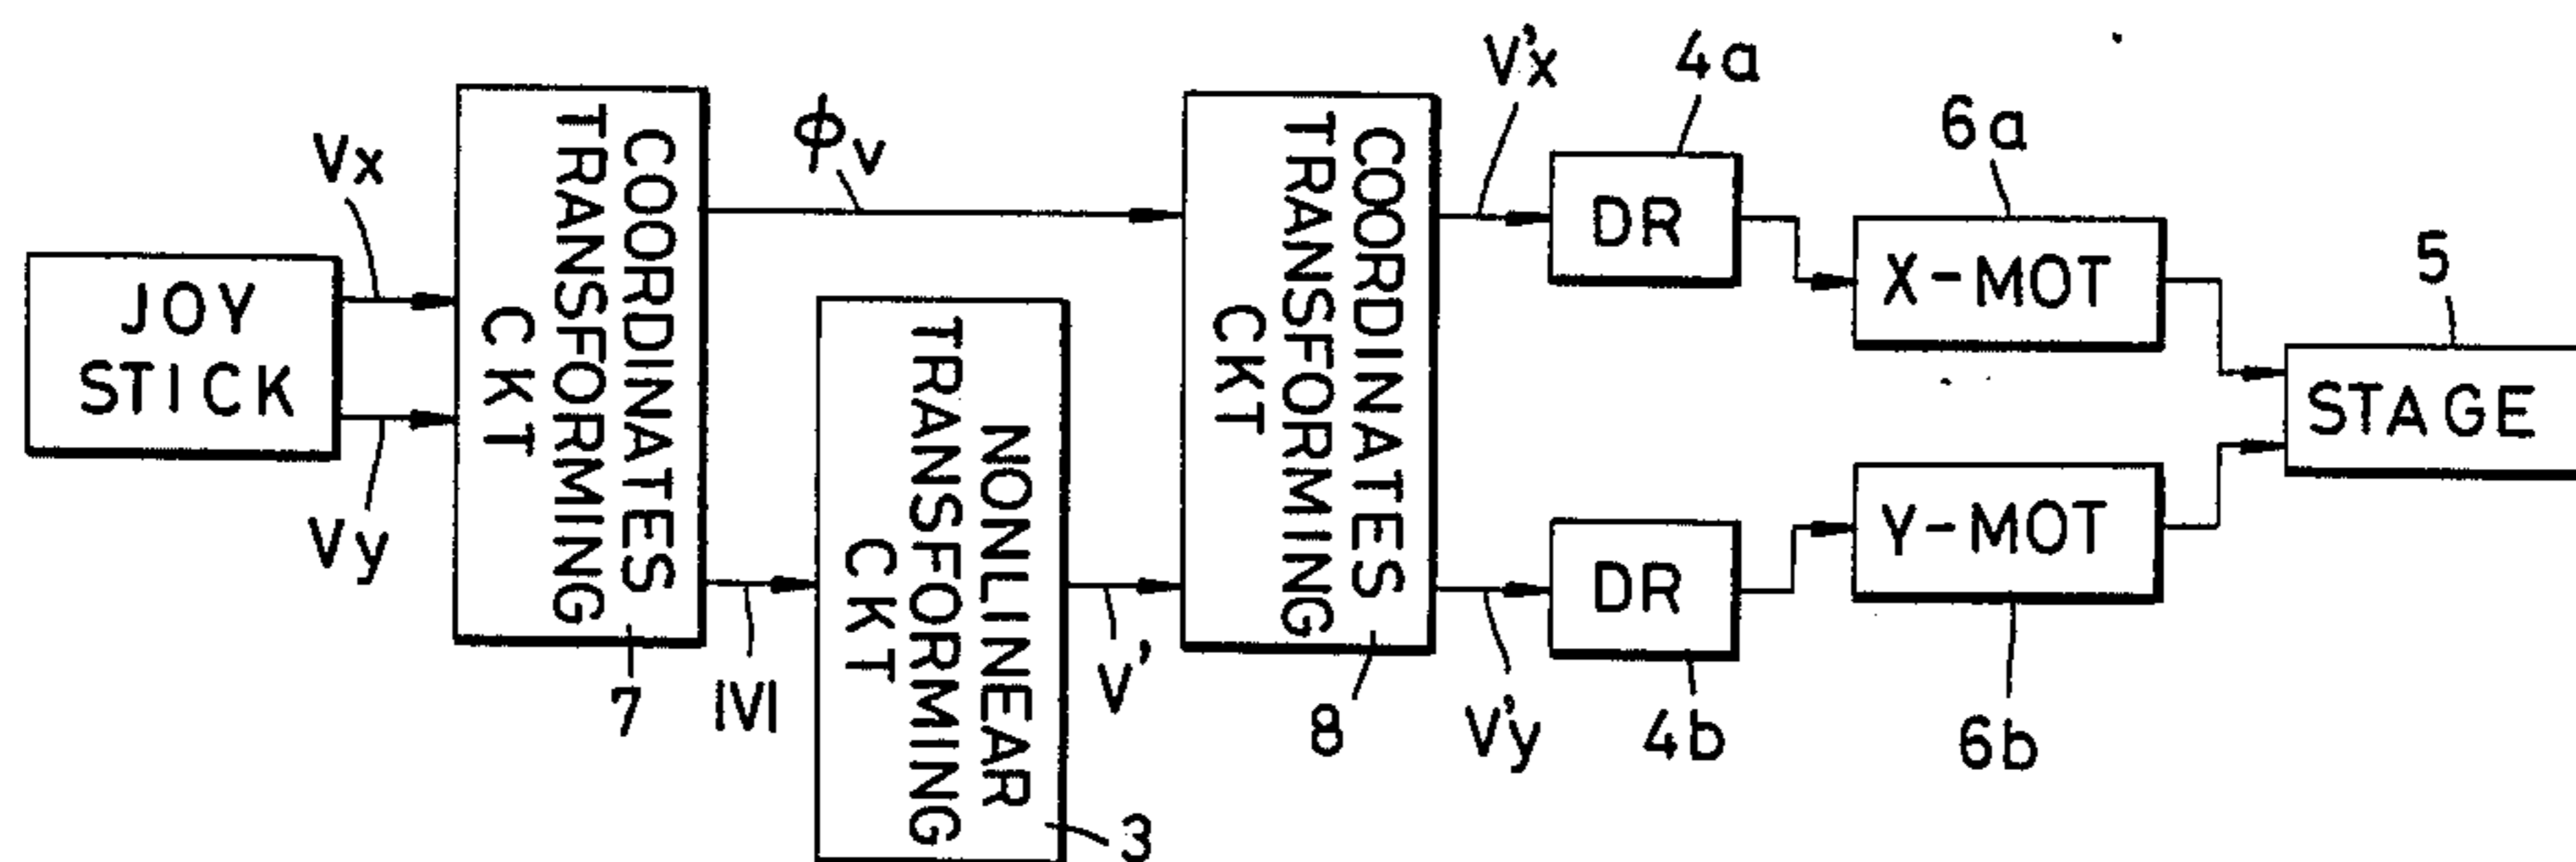 JOY
STICK
Vx
Vy
COORDINATES
TRANSFORMING
CKT
7
ϕv
|V|
NONLINEAR
TRANSFORMING
CKT
3
V'
COORDINATES
TRANSFORMING
CKT
8
V'x
V'y
4a
DR
4b
DR
6a
X-MOT
6b
Y-MOT
5
STAGE